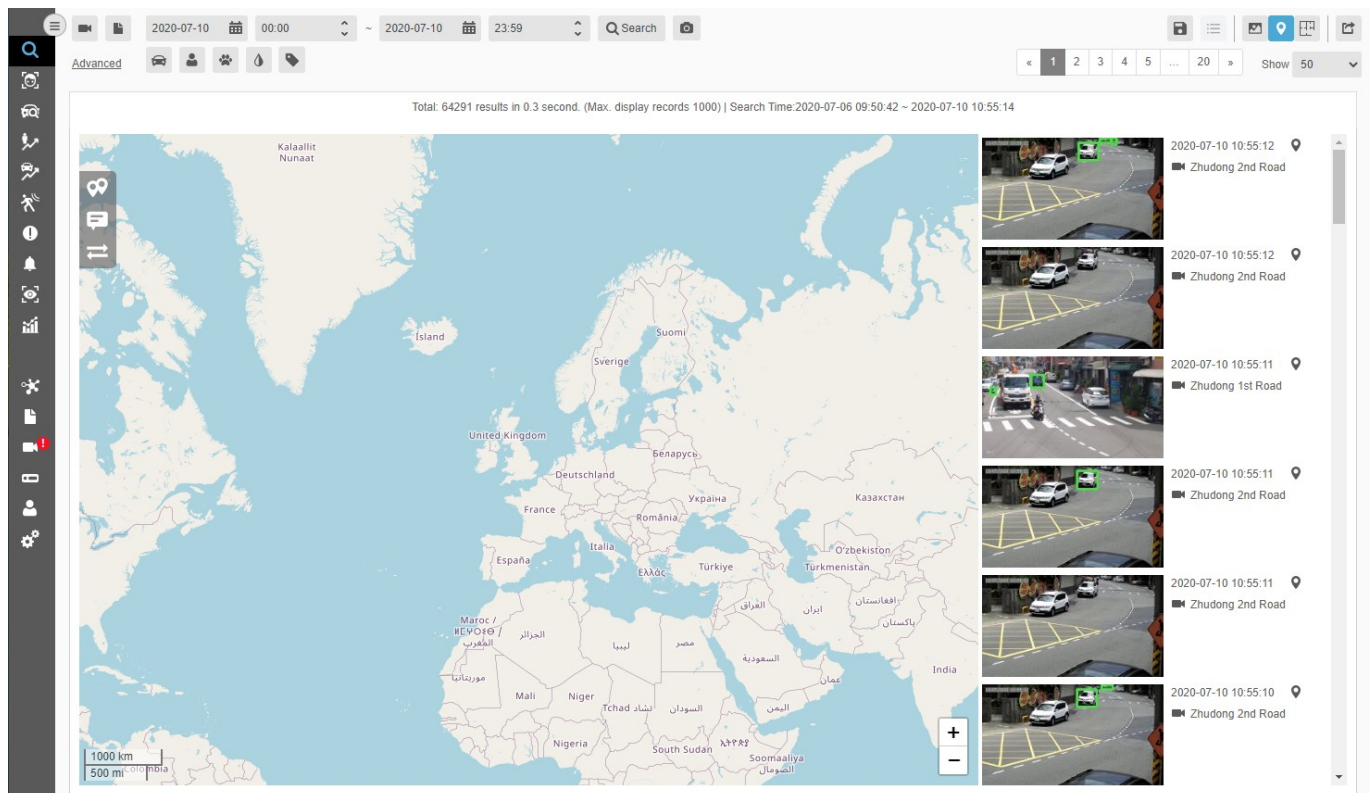 2020-07-10 00:00 ~ 2020-07-10 23:59 Search
Advanced
« 1 2 3 4 5 ... 20 » Show 50
Total: 64291 results in 0.3 second. (Max. display records 1000) | Search Time:2020-07-06 09:50:42 ~ 2020-07-10 10:55:14
Kalaallit
Nunaat
Ísland
Suomi
Sverige
United Kingdom
Беларусь
Deutschland
Україна
Казахстан
France
România
Italia
O'zbekiston
España
Ελλάς
Türkiye
Türkmenistan
افغانستان
العراق
ایران
پاکستان
Maroc /
ⵍⵎⵖⵔⵉⴱ /
المغرب
الجزائر
ليبيا
مصر
السعودية
India
موريتانيا
عمان
Mali
Niger
Tchad تشاد
السودان
اليمن
Nigeria
South Sudan
Soomaaliya
الصومال
Colombia
1000 km
500 mi
+
−
2020-07-10 10:55:12
Zhudong 2nd Road
2020-07-10 10:55:12
Zhudong 2nd Road
2020-07-10 10:55:11
Zhudong 1st Road
2020-07-10 10:55:11
Zhudong 2nd Road
2020-07-10 10:55:11
Zhudong 2nd Road
2020-07-10 10:55:10
Zhudong 2nd Road